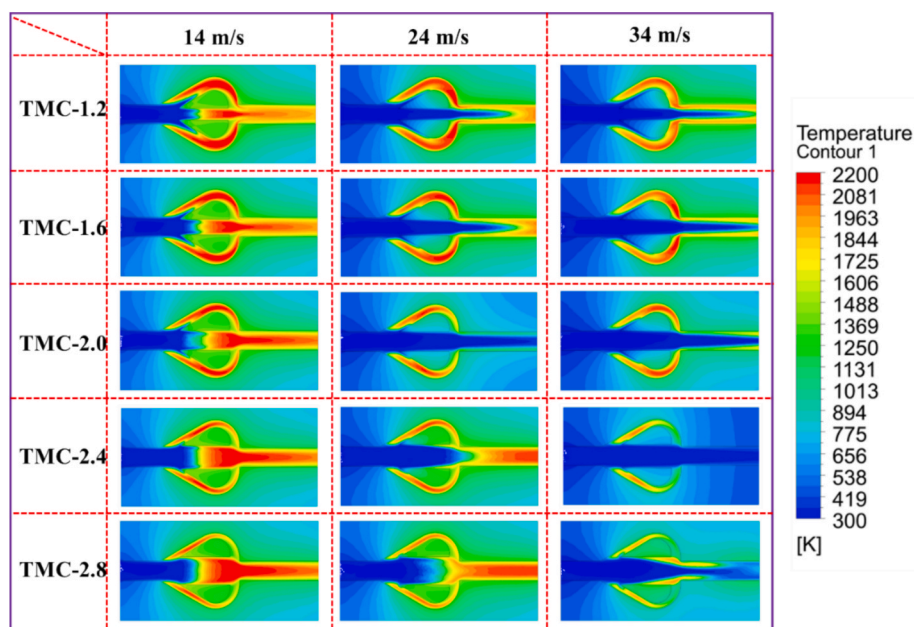 14 m/s 24 m/s 34 m/s
TMC-1.2
TMC-1.6
TMC-2.0
TMC-2.4
TMC-2.8
Temperature
Contour 1
2200
2081
1963
1844
1725
1606
1488
1369
1250
1131
1013
894
775
656
538
419
300
[K]